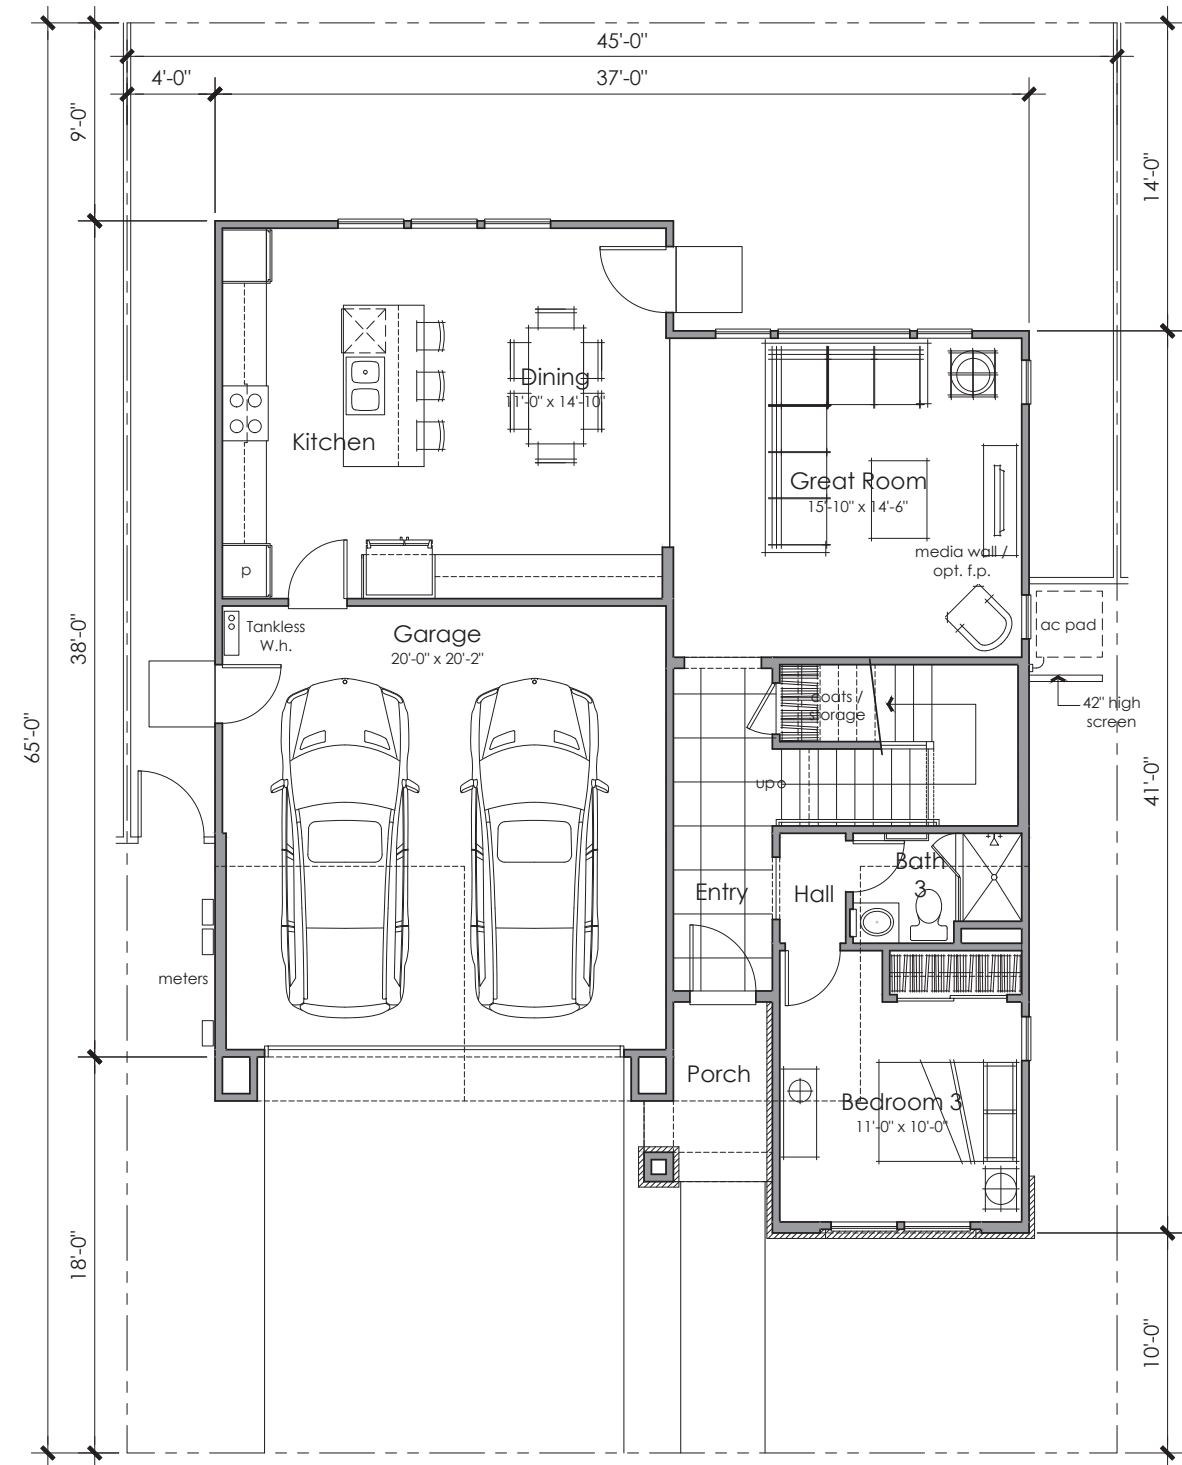 45'-0"
4'-0"
37'-0"
9'-0"
14'-0"
Dining
11'-0" x 14'-10"
Kitchen
Great Room
15'-10" x 14'-6"
media wall /
opt. f.p.
p
Tankless
W.h.
Garage
20'-0" x 20'-2"
ac pad
38'-0"
65'-0"
coats /
storage
42" high
screen
up
41'-0"
Bath
3
Entry
Hall
meters
Porch
Bedroom 3
11'-0" x 10'-0"
18'-0"
10'-0"